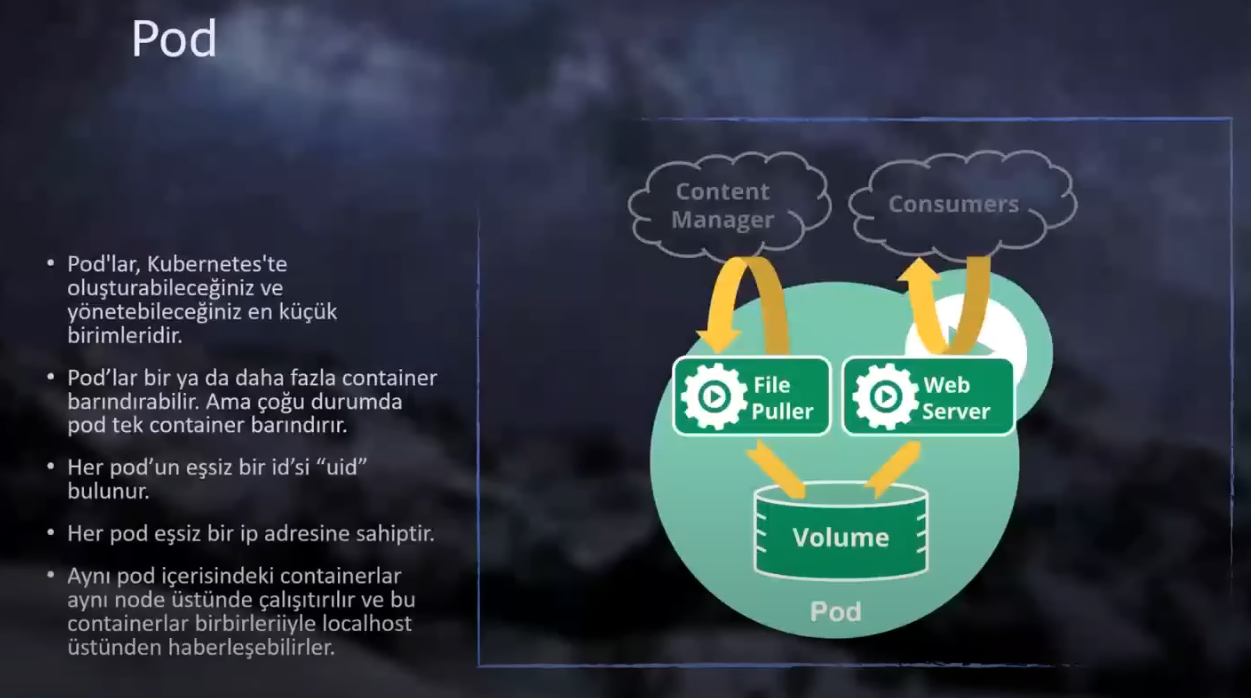 Pod
• Pod'lar, Kubernetes'te
oluşturabileceğiniz ve
yönetebileceğiniz en küçük
birimleridir.
• Pod’lar bir ya da daha fazla container
barındırabilir. Ama çoğu durumda
pod tek container barındırır.
• Her pod’un eşsiz bir id’si “uid”
bulunur.
• Her pod eşsiz bir ip adresine sahiptir.
• Aynı pod içerisindeki containerlar
aynı node üstünde çalışıtırılır ve bu
containerlar birbirleriiyle localhost
üstünden haberleşebilirler.
Content
Manager
Consumers
File
Puller
Web
Server
Volume
Pod